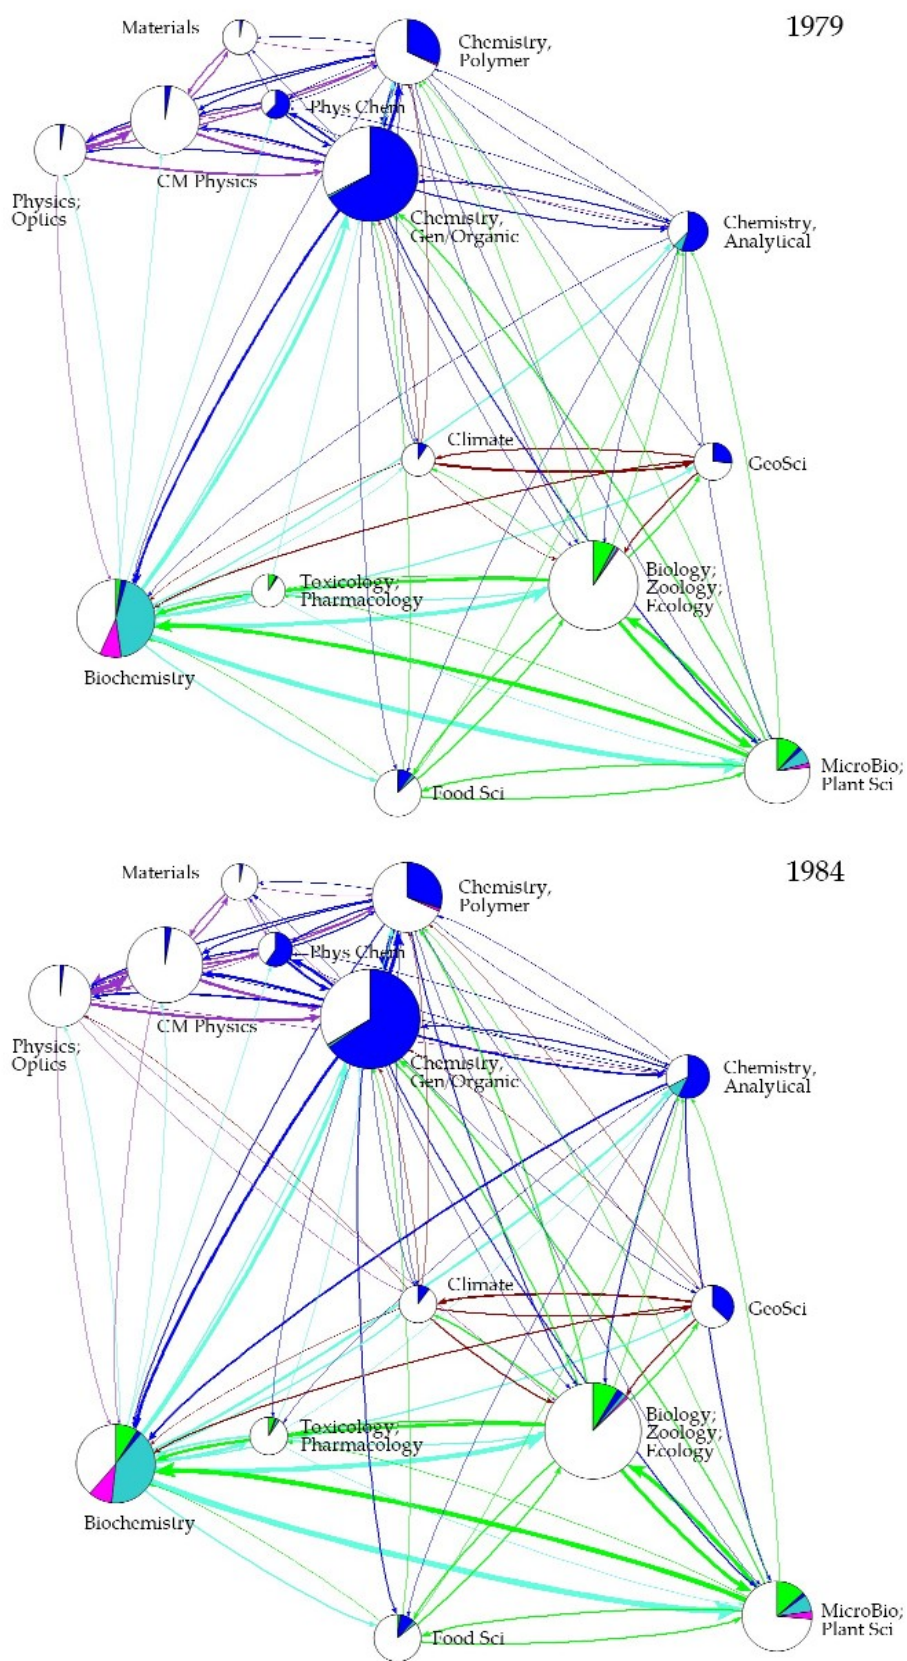 1979
Materials
Chemistry,
Polymer
Phys Chem
CM Physics
Physics;
Optics
Chemistry,
Gen/Organic
Chemistry,
Analytical
Climate
GeoSci
Toxicology;
Pharmacology
Biology;
Zoology;
Ecology
Biochemistry
Food Sci
MicroBio;
Plant Sci
1984
Materials
Chemistry,
Polymer
Phys Chem
CM Physics
Physics;
Optics
Chemistry,
Gen/Organic
Chemistry,
Analytical
Climate
GeoSci
Toxicology;
Pharmacology
Biology;
Zoology;
Ecology
Biochemistry
Food Sci
MicroBio;
Plant Sci